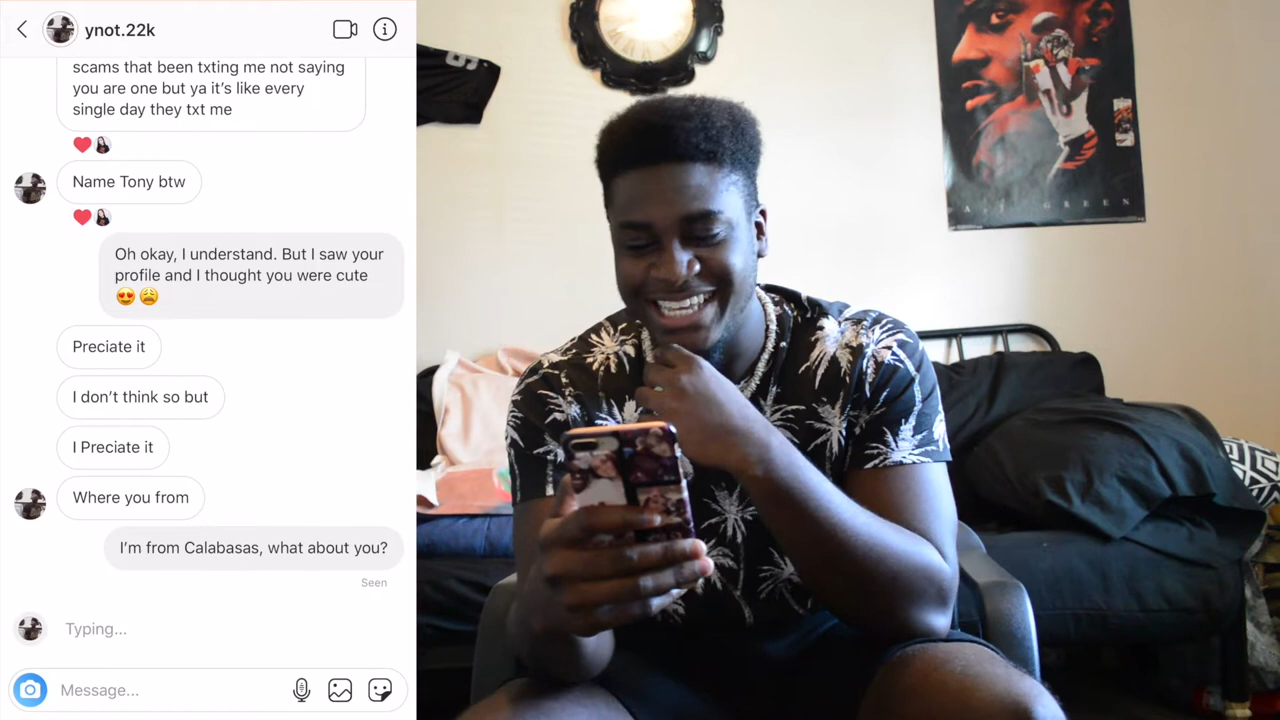 ynot.22k
scams that been txting me not saying
you are one but ya it's like every
single day they txt me
Name Tony btw
Oh okay, I understand. But I saw your
profile and I thought you were cute
😍😩
Preciate it
I don't think so but
I Preciate it
Where you from
I'm from Calabasas, what about you?
Seen
Typing...
Message...